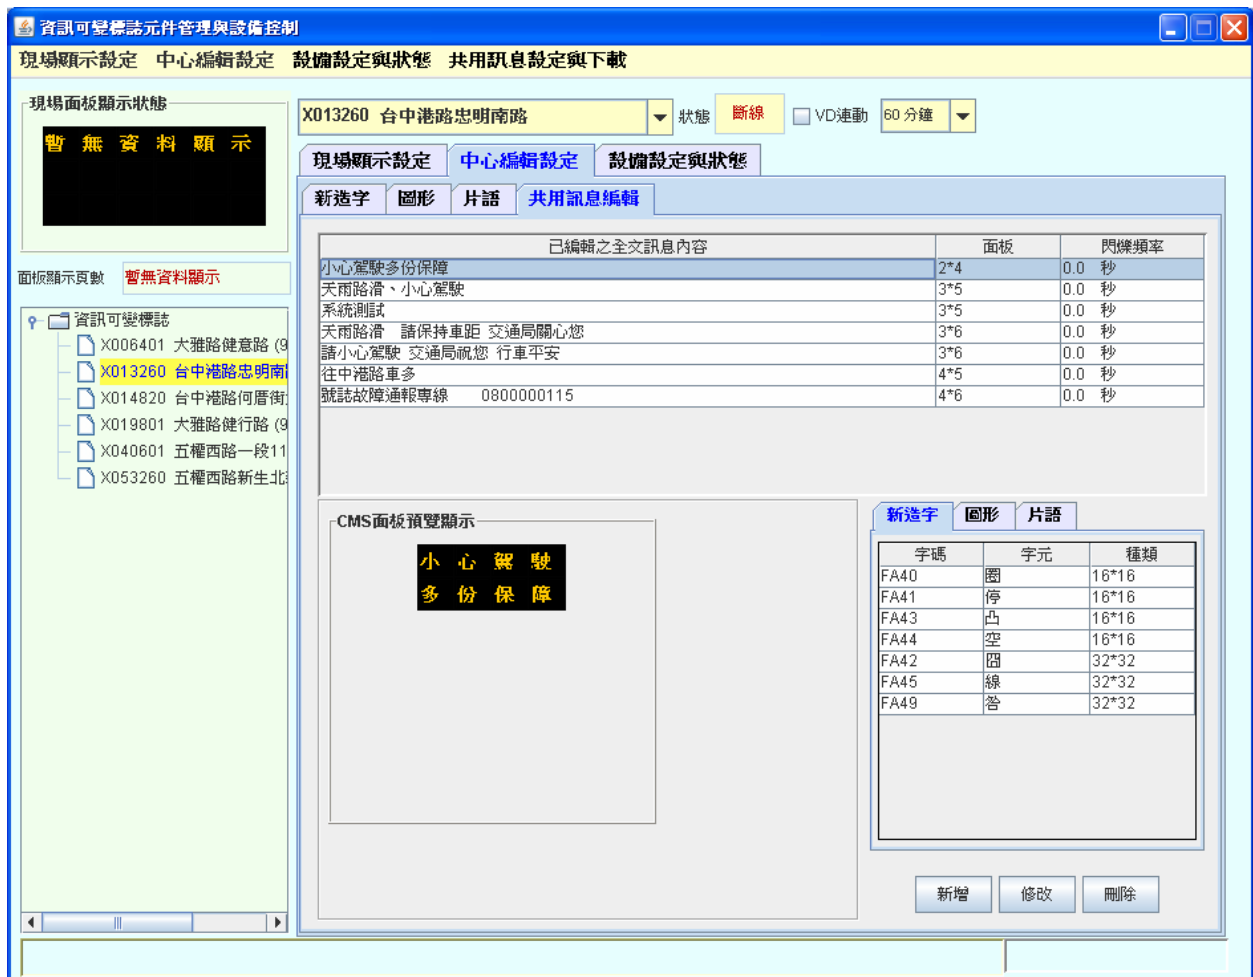 資訊可變標誌元件管理與設備控制
現場顯示設定 中心編輯設定 設備設定與狀態 共用訊息設定與下載
現場面板顯示狀態
暫無資料顯示
面板顯示頁數 暫無資料顯示
資訊可變標誌
X006401 大雅路健意路 (9
X013260 台中港路忠明南
X014820 台中港路何厝街
X019801 大雅路健行路 (9
X040601 五權西路一段11
X053260 五權西路新生北
X013260 台中港路忠明南路 狀態 斷線 VD連動 60 分鐘
現場顯示設定 中心編輯設定 設備設定與狀態
新造字 圖形 片語 共用訊息編輯
已編輯之全文訊息內容 面板 閃爍頻率
小心駕駛多份保障 2*4 0.0 秒
天雨路滑、小心駕駛 3*5 0.0 秒
系統測試 3*5 0.0 秒
天雨路滑 請保持車距 交通局關心您 3*6 0.0 秒
請小心駕駛 交通局祝您 行車平安 3*6 0.0 秒
往中港路車多 4*5 0.0 秒
號誌故障通報專線 0800000115 4*6 0.0 秒
CMS面板預覽顯示
小心駕駛
多份保障
新造字 圖形 片語
字碼 字元 種類
FA40 圈 16*16
FA41 停 16*16
FA43 凸 16*16
FA44 空 16*16
FA42 囧 32*32
FA45 線 32*32
FA49 咎 32*32
新增 修改 刪除